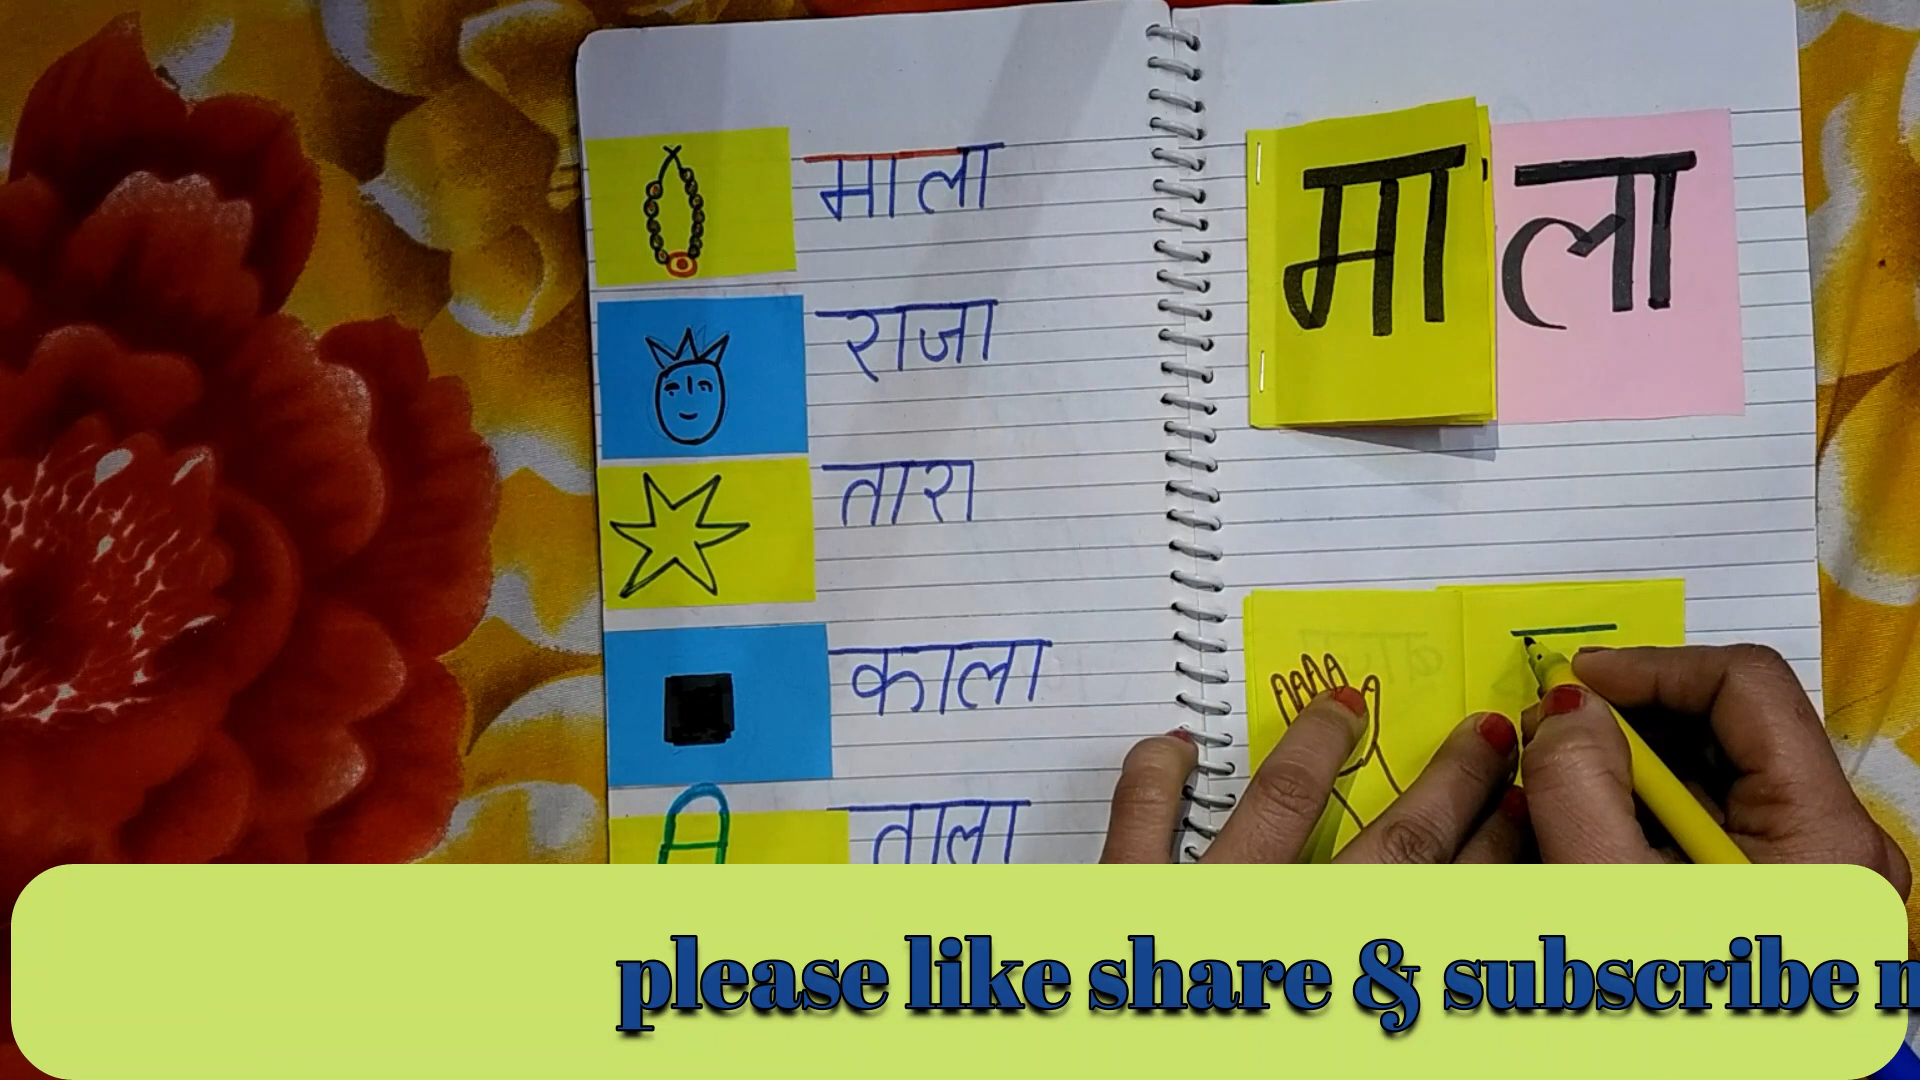 माला
राजा
तारा
काला
ताला
माला
please like share & subscribe